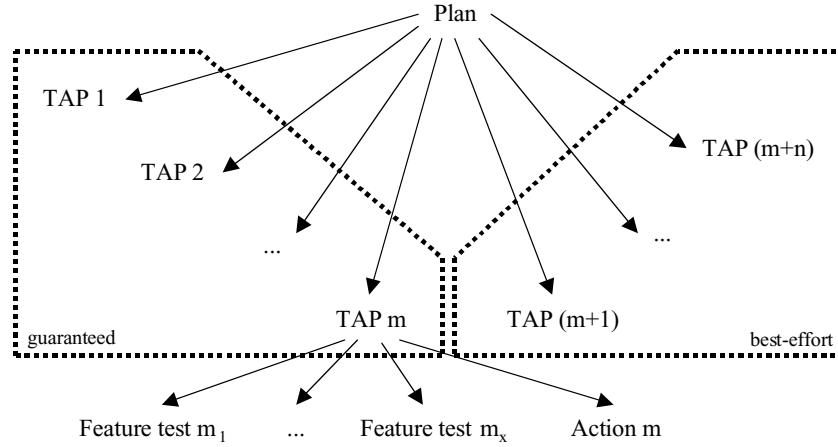 Plan
TAP 1
TAP 2
TAP (m+n)
...
...
TAP m
TAP (m+1)
guaranteed
best-effort
Feature test m₁
...
Feature test mₓ
Action m